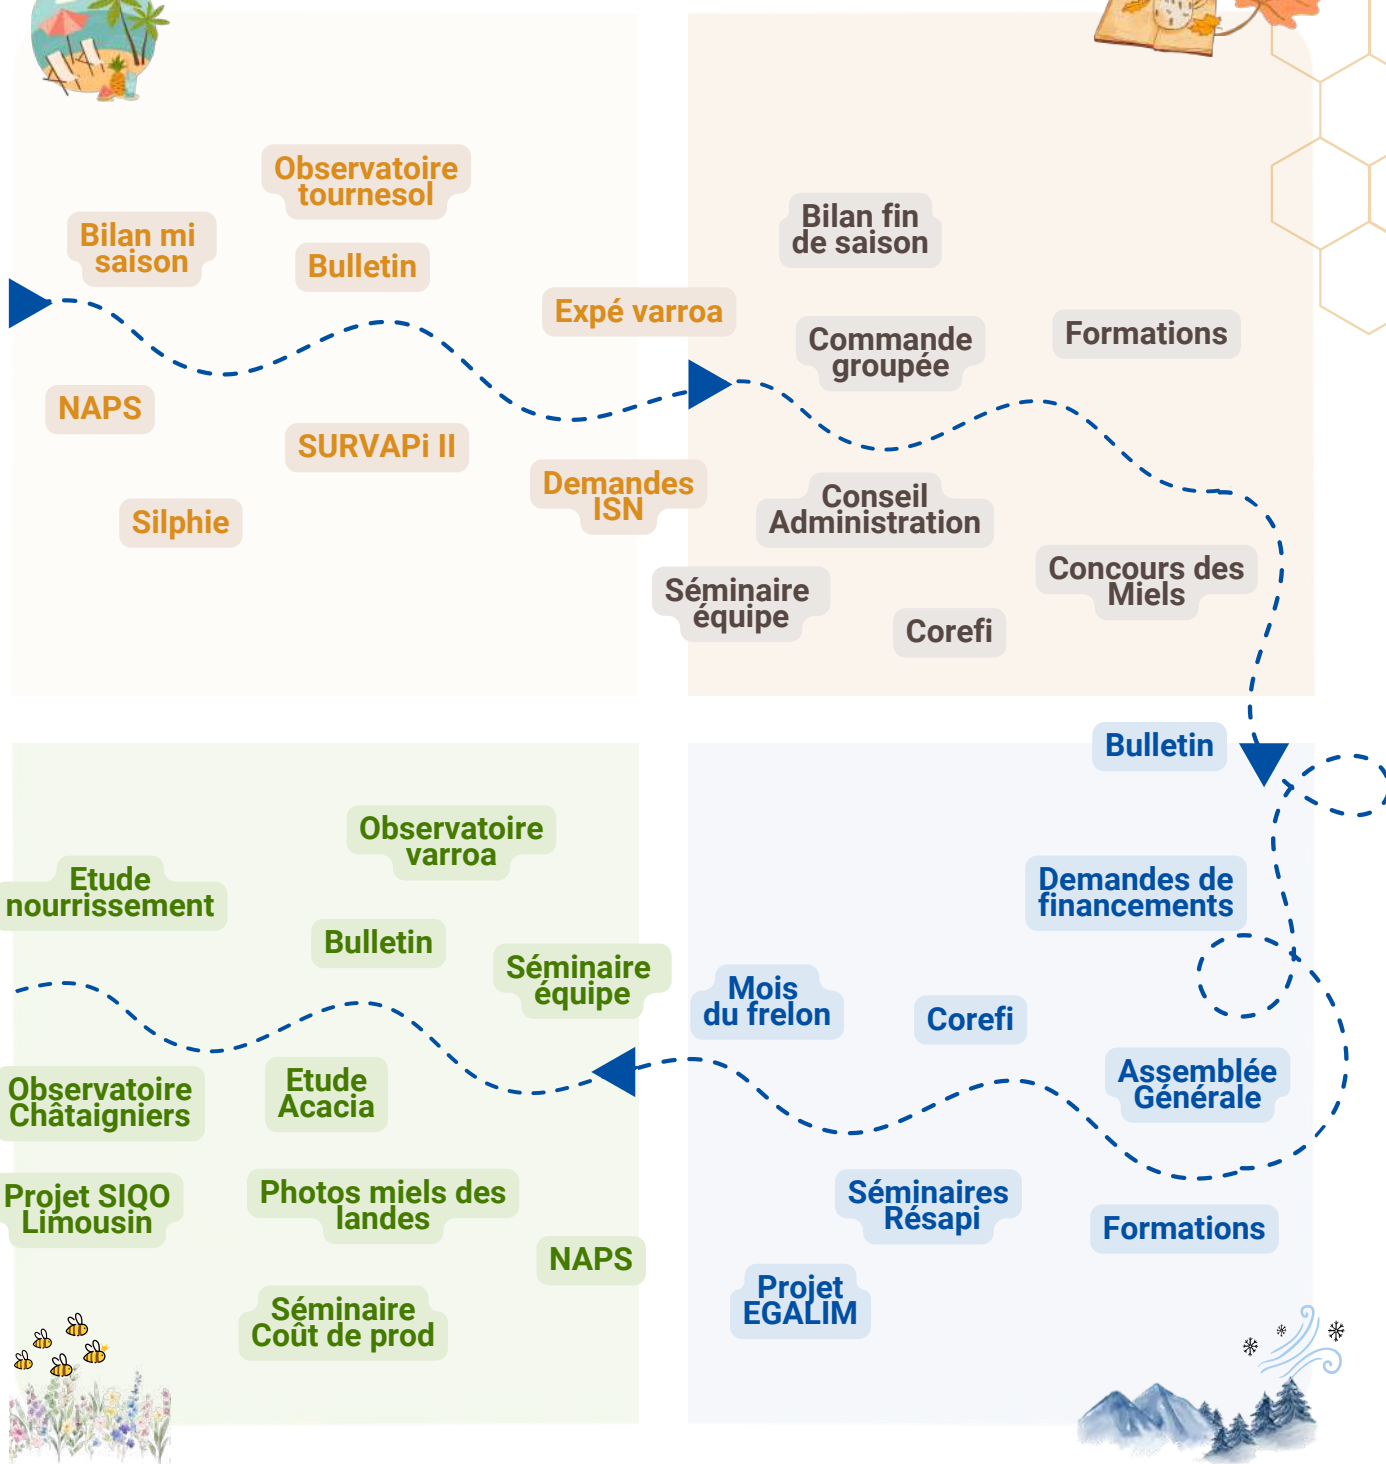 Observatoire
tournesol
Bilan mi
saison
Bulletin
Expé varroa
NAPS
SURVAPi II
Demandes
ISN
Silphie
Bilan fin
de saison
Commande
groupée
Formations
Conseil
Administration
Concours des
Miels
Séminaire
équipe
Corefi
Bulletin
Demandes de
financements
Mois
du frelon
Corefi
Assemblée
Générale
Séminaires
Résapi
Formations
Projet
EGALIM
Observatoire
varroa
Etude
nourrissement
Bulletin
Séminaire
équipe
Observatoire
Châtaigniers
Etude
Acacia
Projet SIQO
Limousin
Photos miels des
landes
NAPS
Séminaire
Coût de prod